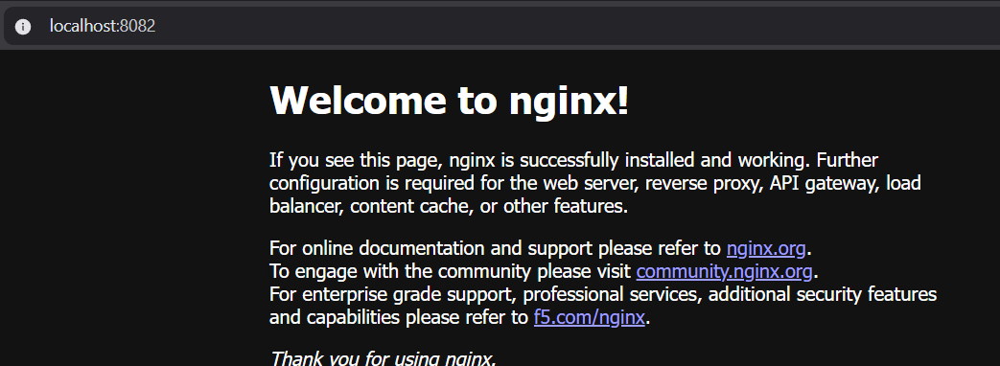 localhost:8082
Welcome to nginx!
If you see this page, nginx is successfully installed and working. Further
configuration is required for the web server, reverse proxy, API gateway, load
balancer, content cache, or other features.
For online documentation and support please refer to nginx.org.
To engage with the community please visit community.nginx.org.
For enterprise grade support, professional services, additional security features
and capabilities please refer to f5.com/nginx.
Thank you for using nginx.